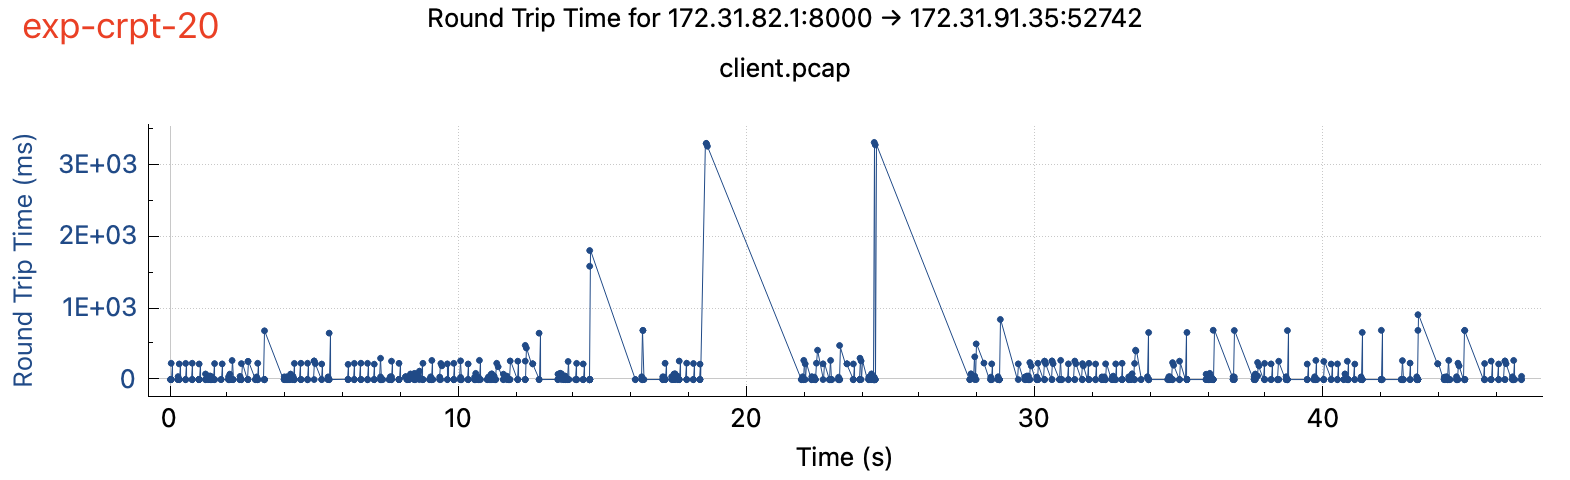 exp-crpt-20
Round Trip Time for 172.31.82.1:8000 → 172.31.91.35:52742
client.pcap
Round Trip Time (ms)
3E+03
2E+03
1E+03
0
0 10 20 30 40
Time (s)